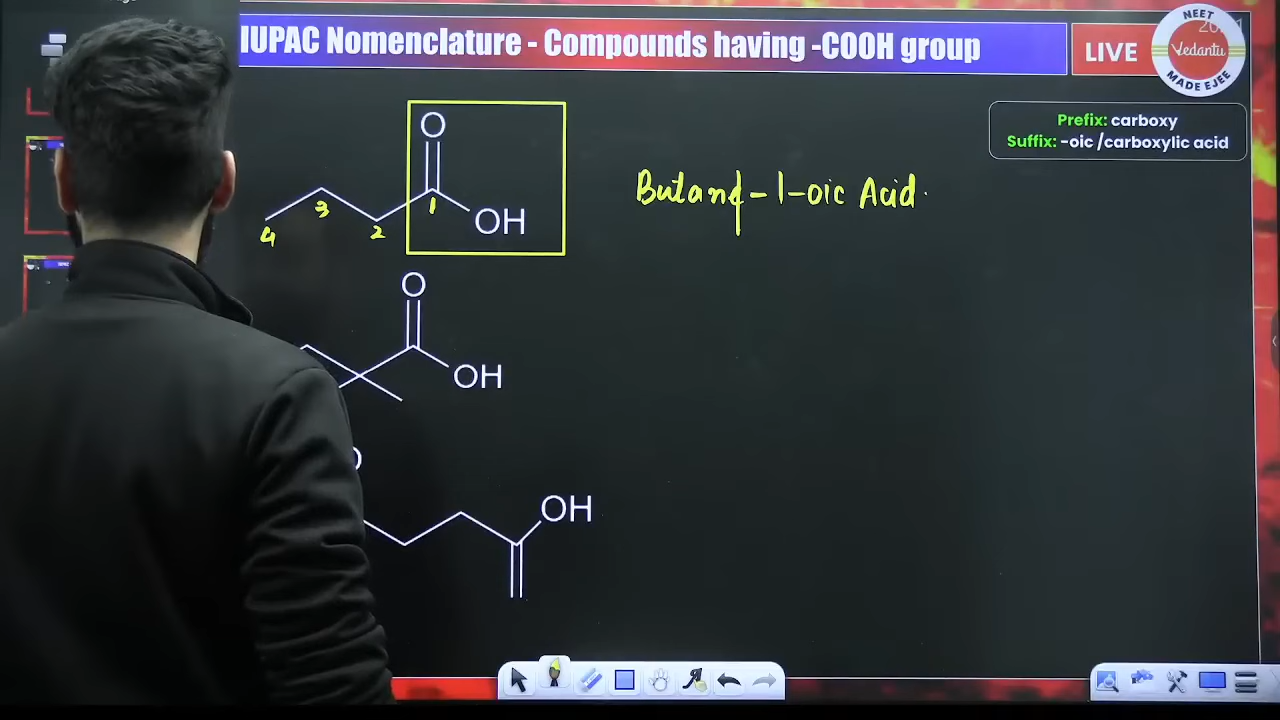 IUPAC Nomenclature - Compounds having -COOH group
LIVE
NEET
Vedantu
MADE EJEE
Prefix: carboxy
Suffix: -oic /carboxylic acid
O
OH
1
2
3
4
Butane - 1-oic Acid.
O
OH
OH